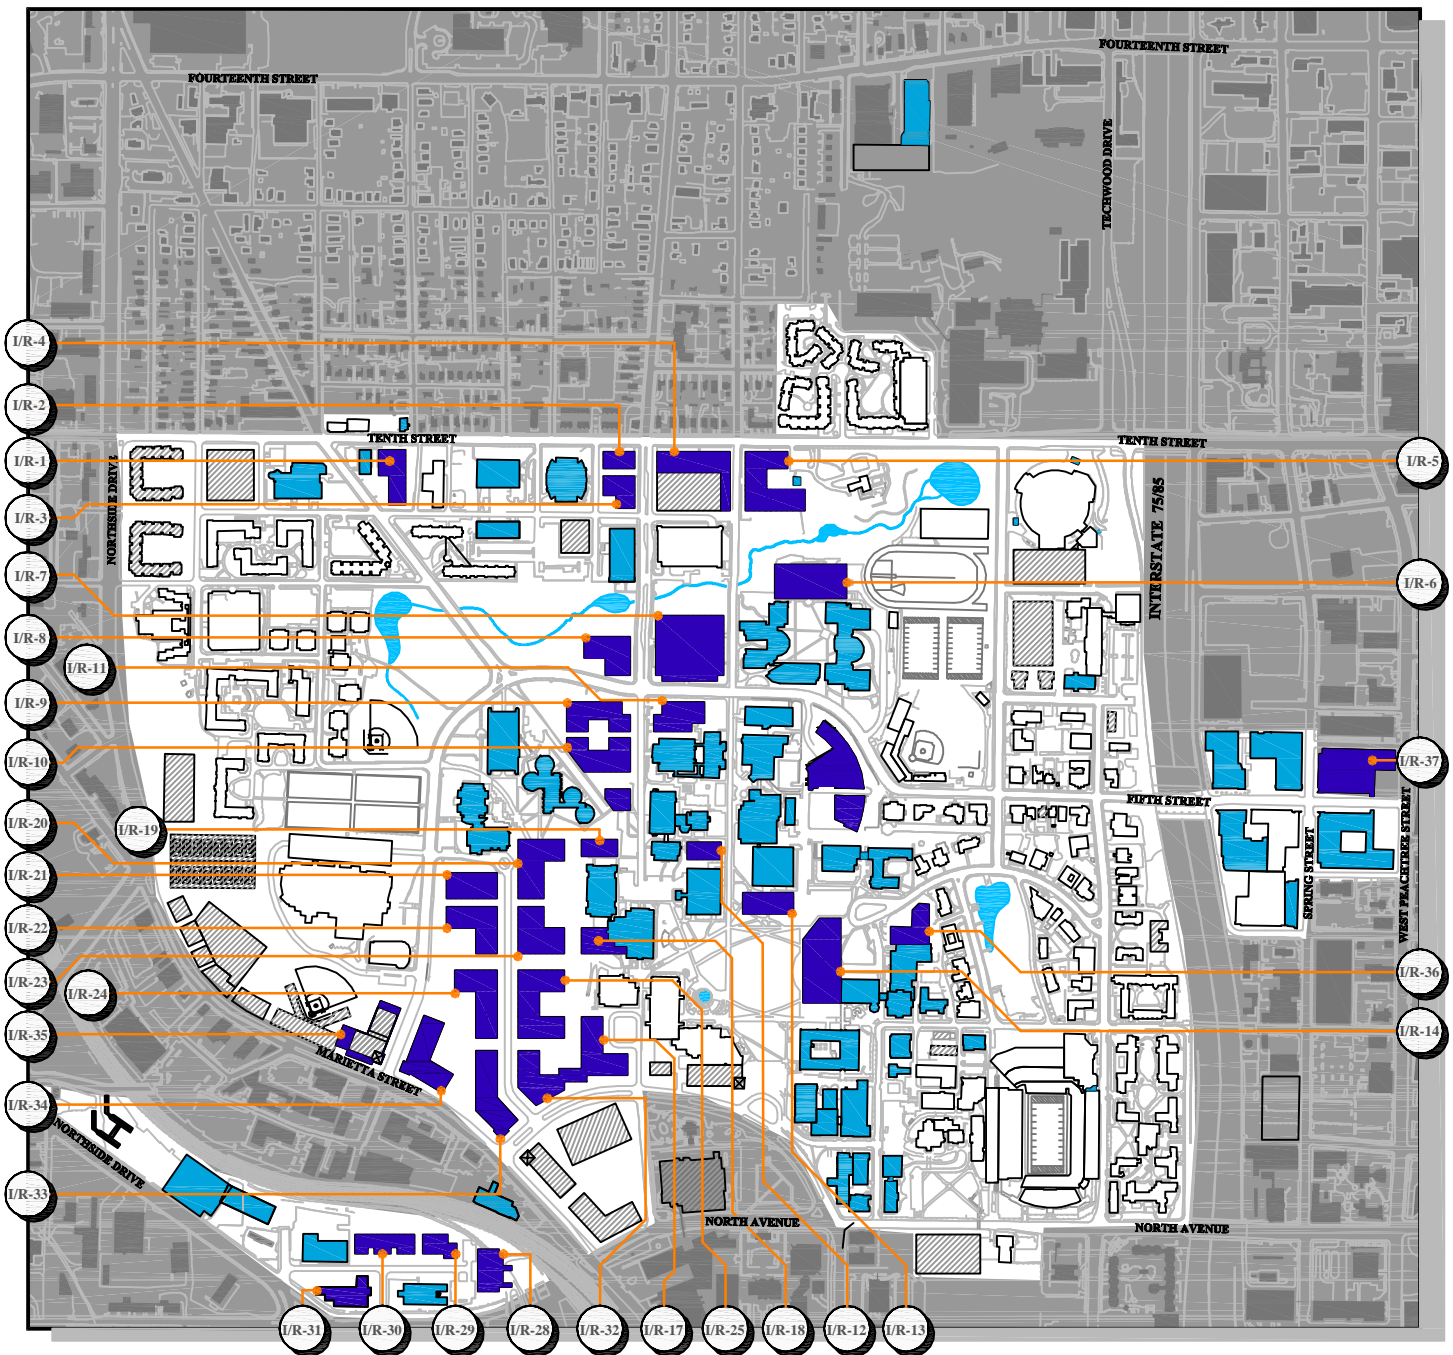 FOURTEENTH STREET
FOURTEENTH STREET
TECHWOOD DRIVE
I/R-4
I/R-2
TENTH STREET
TENTH STREET
I/R-1
I/R-5
NORTHSIDE DRIVE
INTERSTATE 75/85
I/R-3
I/R-7
I/R-6
I/R-8
I/R-11
I/R-9
I/R-10
I/R-37
FIFTH STREET
I/R-20
I/R-19
WEST PEACHTREE STREET
SPRING STREET
I/R-21
I/R-22
I/R-23
I/R-24
I/R-36
I/R-35
I/R-14
MARIETTA STREET
I/R-34
NORTHSIDE DRIVE
I/R-33
NORTH AVENUE
NORTH AVENUE
I/R-31
I/R-30
I/R-29
I/R-28
I/R-32
I/R-17
I/R-25
I/R-18
I/R-12
I/R-13